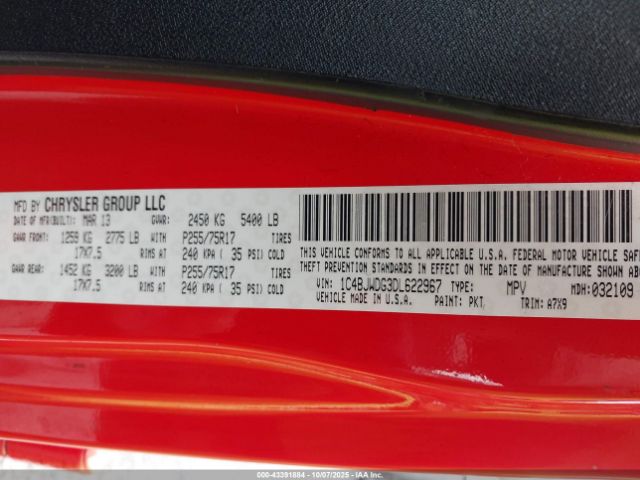 MFD BY CHRYSLER GROUP LLC
DATE OF MFR(BUILT): MAR 13 GVWR: 2450 KG 5400 LB
GAWR FRONT: 1259 KG 2775 LB WITH P255/75R17 TIRES
17X7.5 RIMS AT 240 KPA ( 35 PSI) COLD
GAWR REAR: 1452 KG 3200 LB WITH P255/75R17 TIRES
17X7.5 RIMS AT 240 KPA ( 35 PSI) COLD
THIS VEHICLE CONFORMS TO ALL APPLICABLE U.S.A. FEDERAL MOTOR VEHICLE SAFE
THEFT PREVENTION STANDARDS IN EFFECT ON THE DATE OF MANUFACTURE SHOWN ABO
VIN: 1C4BJWDG3DL622967 TYPE: MPV MDH: 032109
VEHICLE MADE IN U.S.A. PAINT: PKT, TRIM: A7X9
000-43391884 - 10/07/2025 - IAA, Inc.